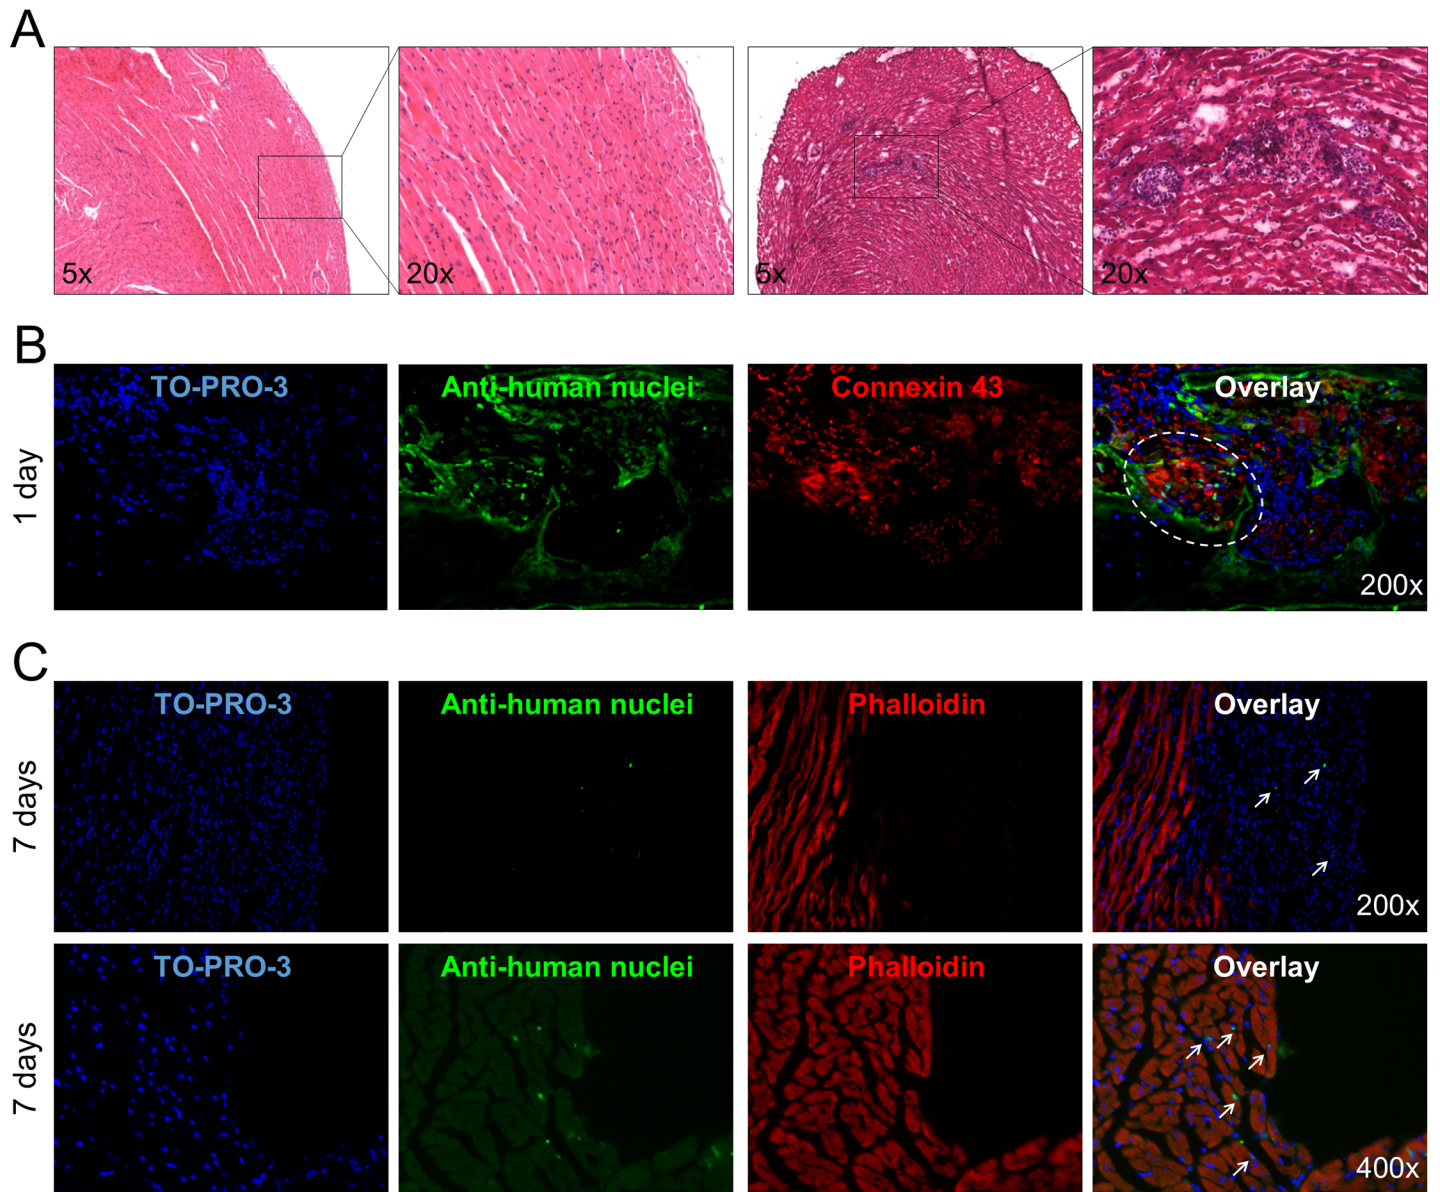 A
5x
20x
5x
20x
B
1 day
TO-PRO-3
Anti-human nuclei
Connexin 43
Overlay
200x
C
7 days
TO-PRO-3
Anti-human nuclei
Phalloidin
Overlay
200x
7 days
TO-PRO-3
Anti-human nuclei
Phalloidin
Overlay
400x